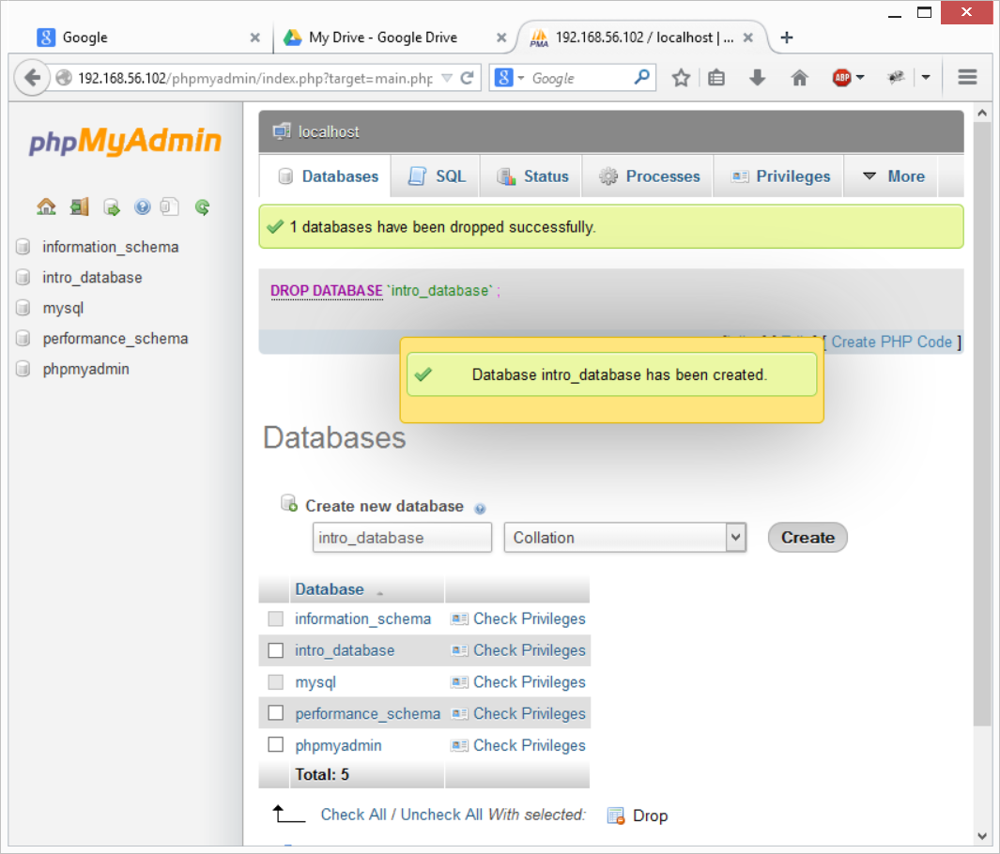 Google
My Drive - Google Drive
PMA 192.168.56.102 / localhost | ...
192.168.56.102/phpmyadmin/index.php?target=main.php
8 Google
ABP
phpMyAdmin
localhost
Databases SQL Status Processes Privileges More
1 databases have been dropped successfully.
information_schema
intro_database
mysql
performance_schema
phpmyadmin
DROP DATABASE `intro_database` ;
[ Create PHP Code ]
Database intro_database has been created.
Databases
Create new database
intro_database Collation Create
Database
information_schema Check Privileges
intro_database Check Privileges
mysql Check Privileges
performance_schema Check Privileges
phpmyadmin Check Privileges
Total: 5
Check All / Uncheck All With selected: Drop